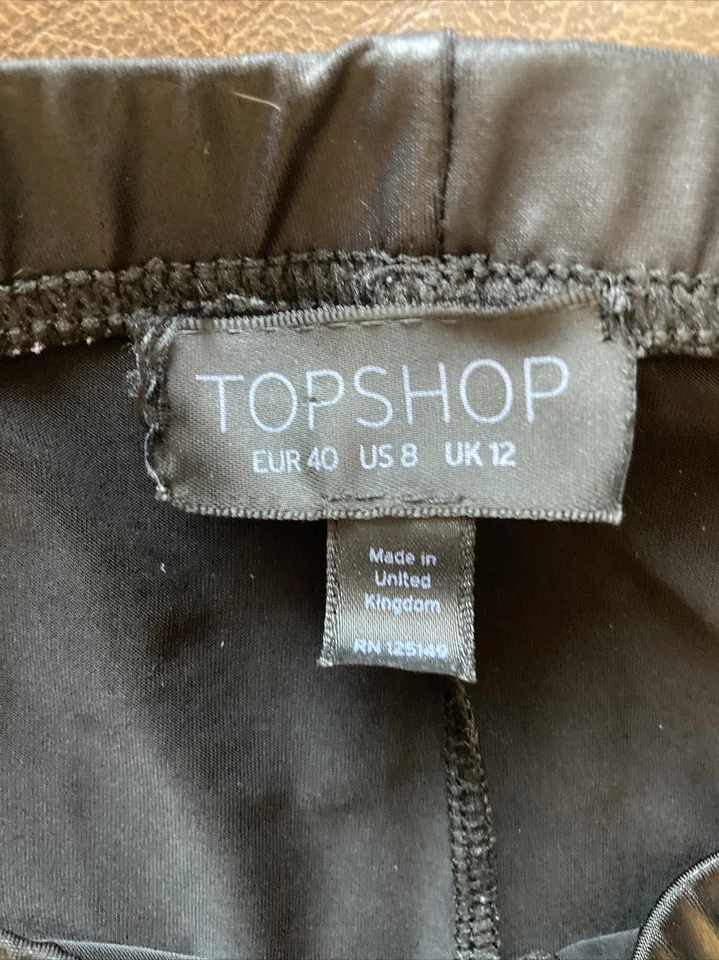 TOPSHOP
EUR 40 US 8 UK 12
Made in
United
Kingdom
RN 125149